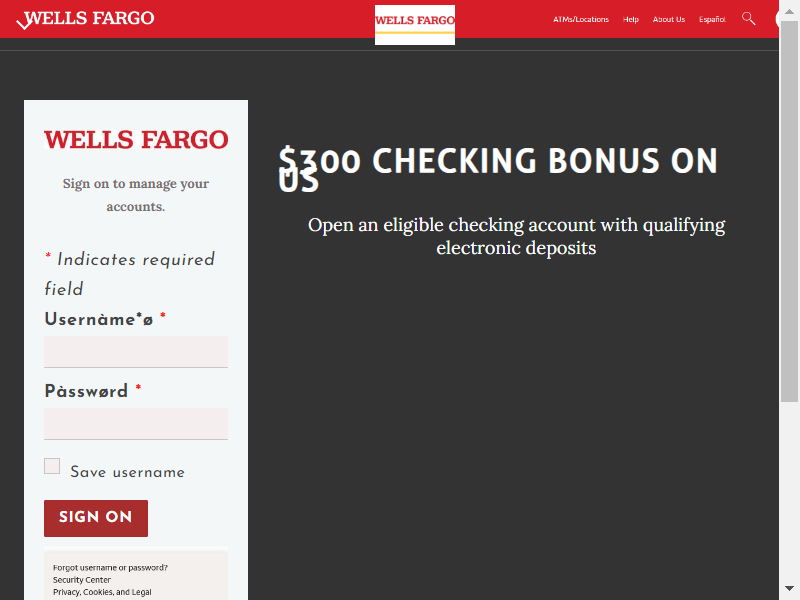 WELLS FARGO
WELLS FARGO
ATMs/Locations Help About Us Español
WELLS FARGO
Sign on to manage your
accounts.
* Indicates required
field
Usernàme*ø *
Pàsswørd *
Save username
SIGN ON
Forgot username or password?
Security Center
Privacy, Cookies, and Legal
$300 CHECKING BONUS ON
US
Open an eligible checking account with qualifying
electronic deposits